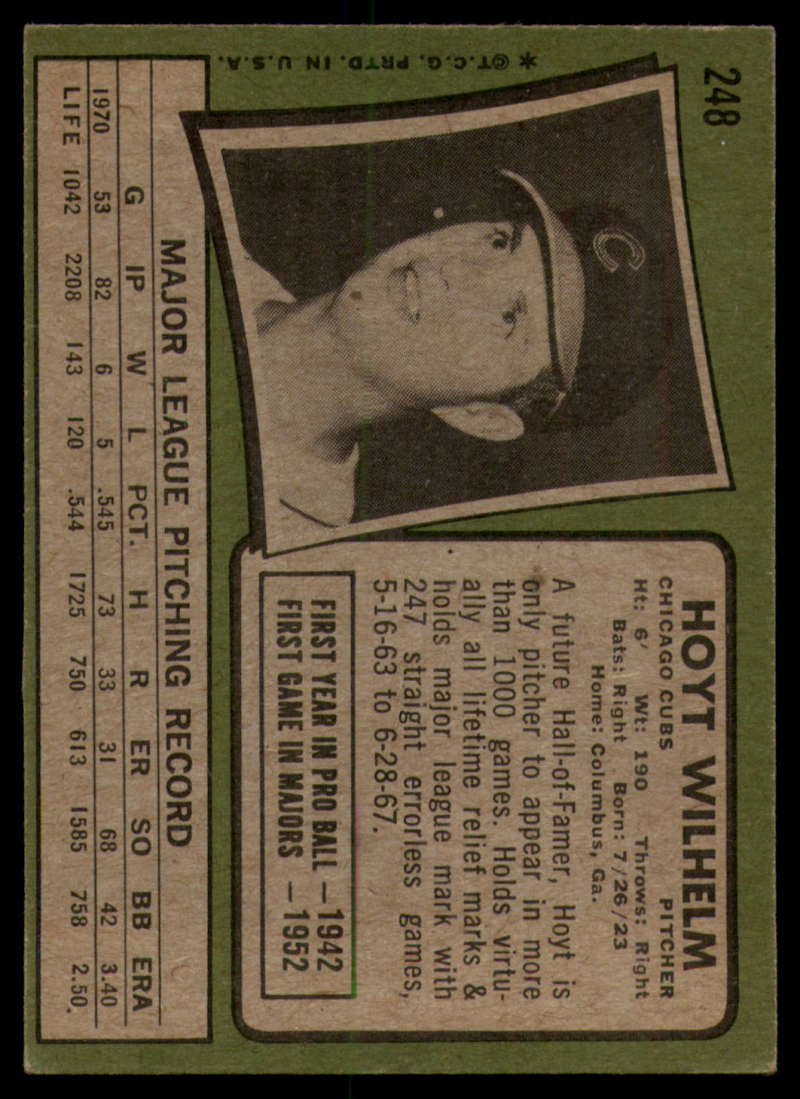 248
✶ ©T.C.G. PRTD. IN U.S.A.
C
HOYT WILHELM
CHICAGO CUBS PITCHER
Ht: 6' Wt: 190 Throws: Right
Bats: Right Born: 7/26/23
Home: Columbus, Ga.
A future Hall-of-Famer, Hoyt is
only pitcher to appear in more
than 1000 games. Holds virtu-
ally all lifetime relief marks &
holds major league mark with
247 straight errorless games,
5-16-63 to 6-28-67.
FIRST YEAR IN PRO BALL —1942
FIRST GAME IN MAJORS —1952
MAJOR LEAGUE PITCHING RECORD
G IP W L PCT. H R ER SO BB ERA
1970 53 82 6 5 .545 73 33 31 68 42 3.40
LIFE 1042 2208 143 120 .544 1725 750 613 1585 758 2.50.